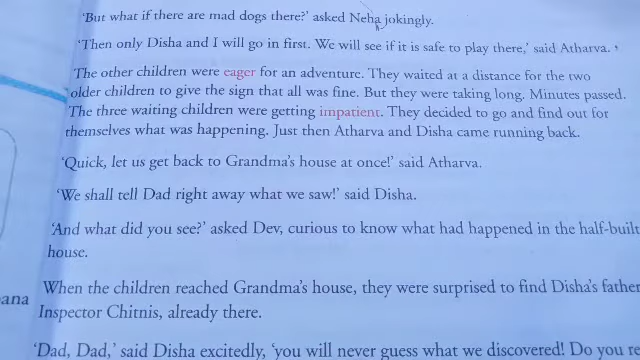 'But what if there are mad dogs there?' asked Neha jokingly.
'Then only Disha and I will go in first. We will see if it is safe to play there,' said Atharva.
The other children were eager for an adventure. They waited at a distance for the two
older children to give the sign that all was fine. But they were taking long. Minutes passed.
The three waiting children were getting impatient. They decided to go and find out for
themselves what was happening. Just then Atharva and Disha came running back.
'Quick, let us get back to Grandma's house at once!' said Atharva.
'We shall tell Dad right away what we saw!' said Disha.
'And what did you see?' asked Dev, curious to know what had happened in the half-built
house.
When the children reached Grandma's house, they were surprised to find Disha's father
ana
Inspector Chitnis, already there.
'Dad, Dad,' said Disha excitedly, 'you will never guess what we discovered! Do you re